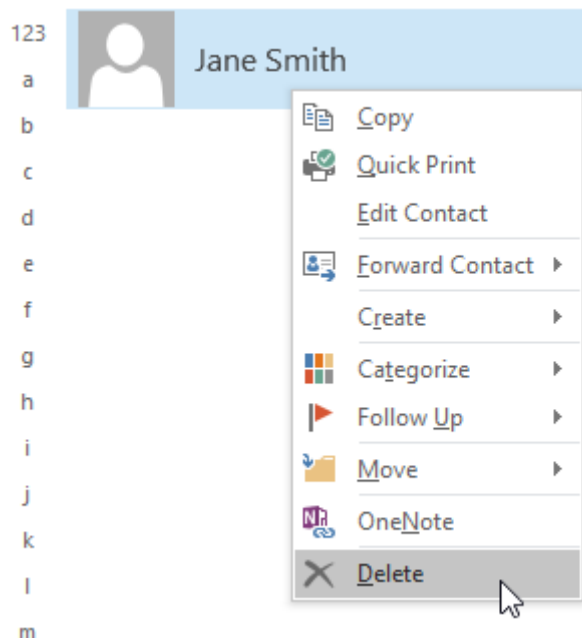 123
a
b
c
d
e
f
g
h
i
j
k
l
m
Jane Smith
Copy
Quick Print
Edit Contact
Forward Contact
Create
Categorize
Follow Up
Move
OneNote
Delete